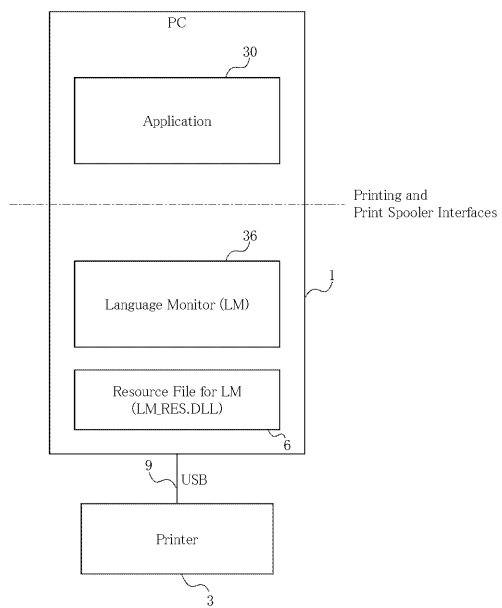 PC
30
Application
Printing and
Print Spooler Interfaces
36
Language Monitor (LM)
1
Resource File for LM
(LM_RES.DLL)
6
9
USB
Printer
3